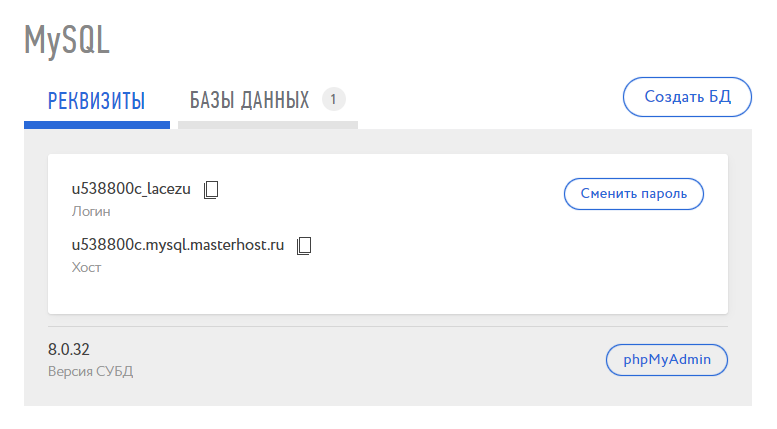 MySQL
РЕКВИЗИТЫ
БАЗЫ ДАННЫХ 1
Создать БД
u538800c_lacezu
Логин
Сменить пароль
u538800c.mysql.masterhost.ru
Хост
8.0.32
Версия СУБД
phpMyAdmin